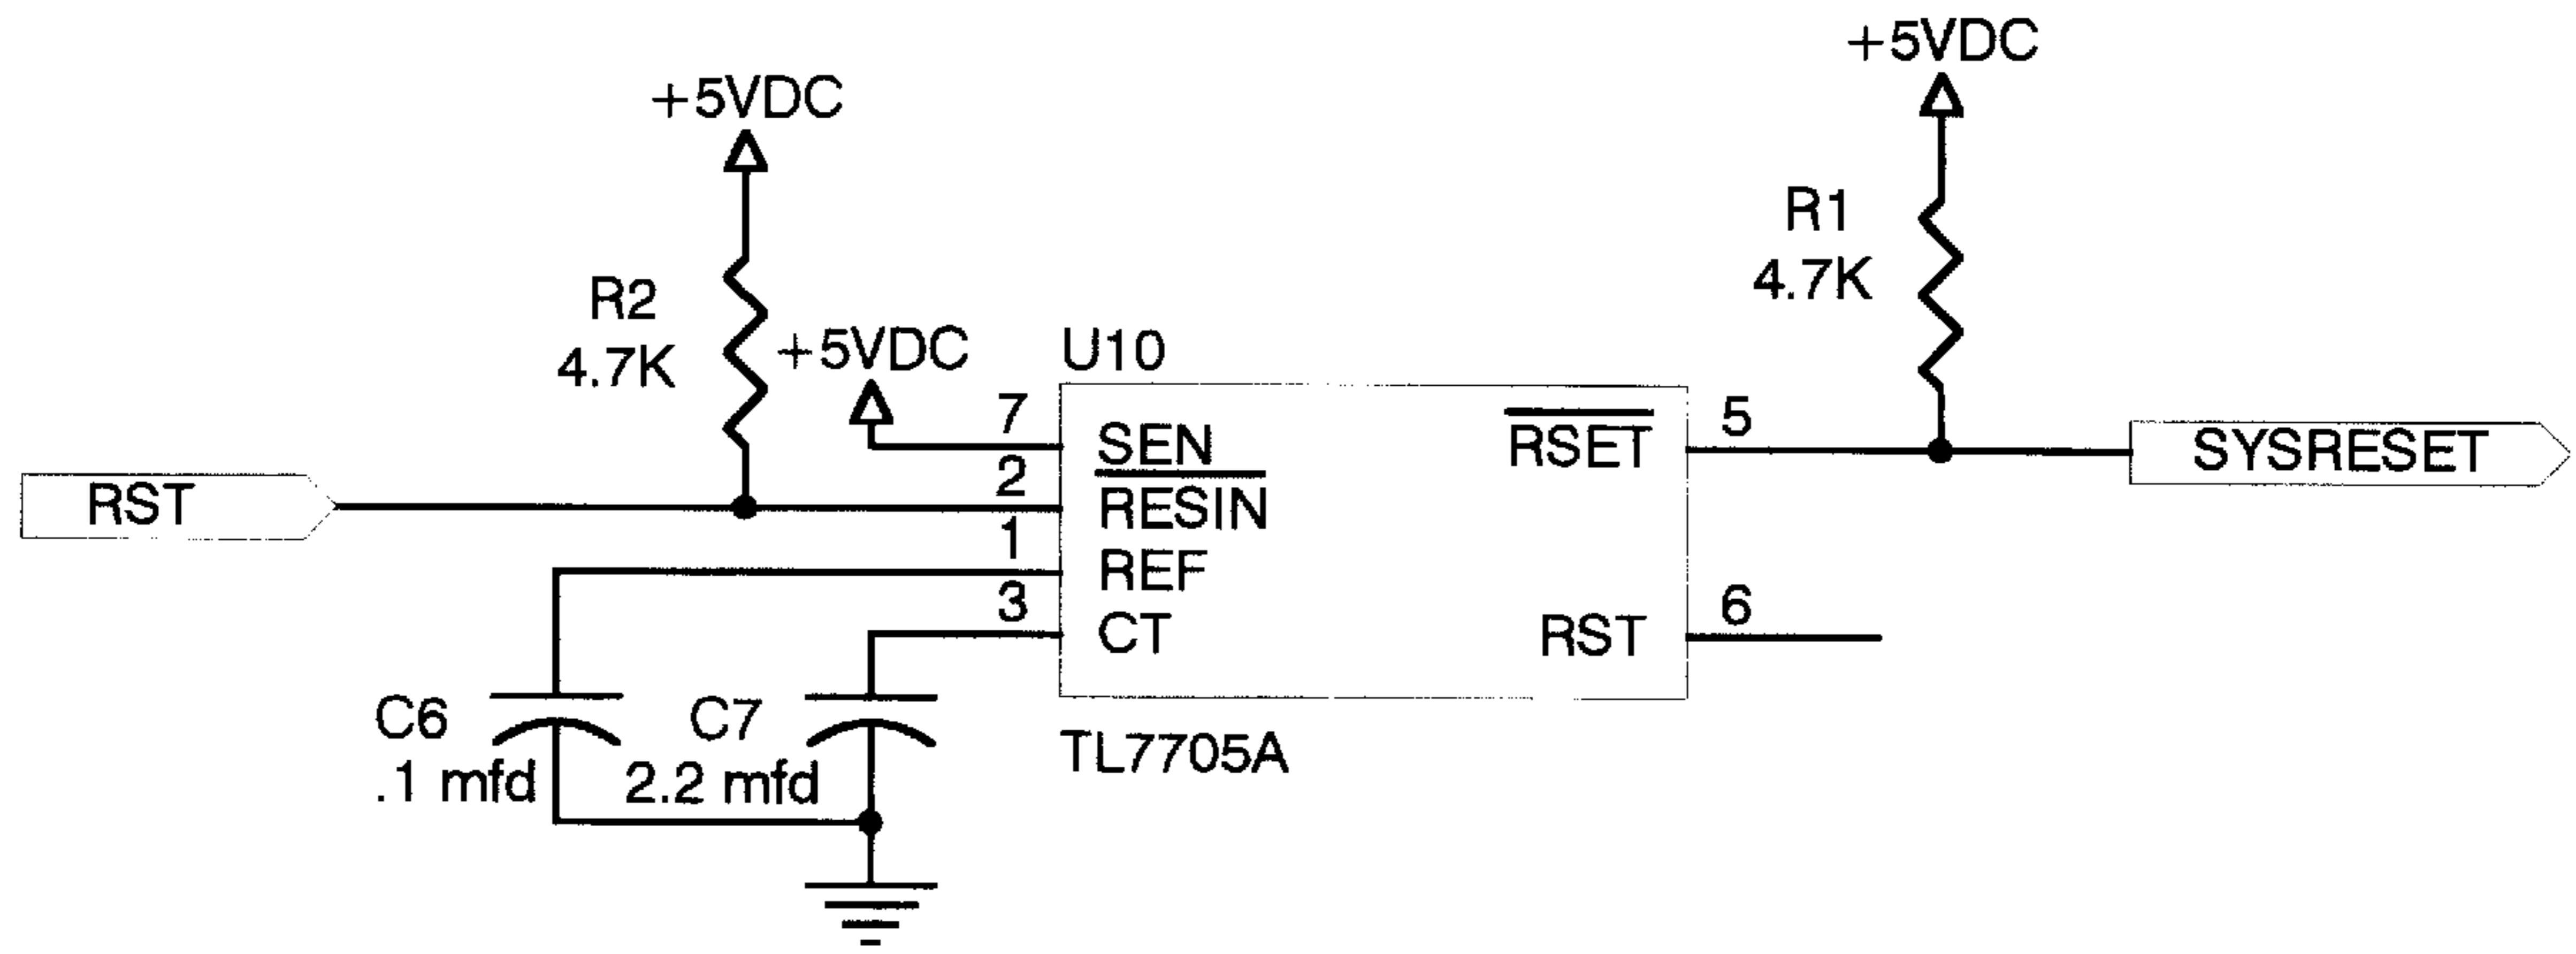 +5VDC
+5VDC
R1
4.7K
R2
4.7K
+5VDC
U10
7
SEN
RSET
5
SYSRESET
RST
2
RESIN
1
REF
3
CT
RST
6
C6
.1 mfd
C7
2.2 mfd
TL7705A